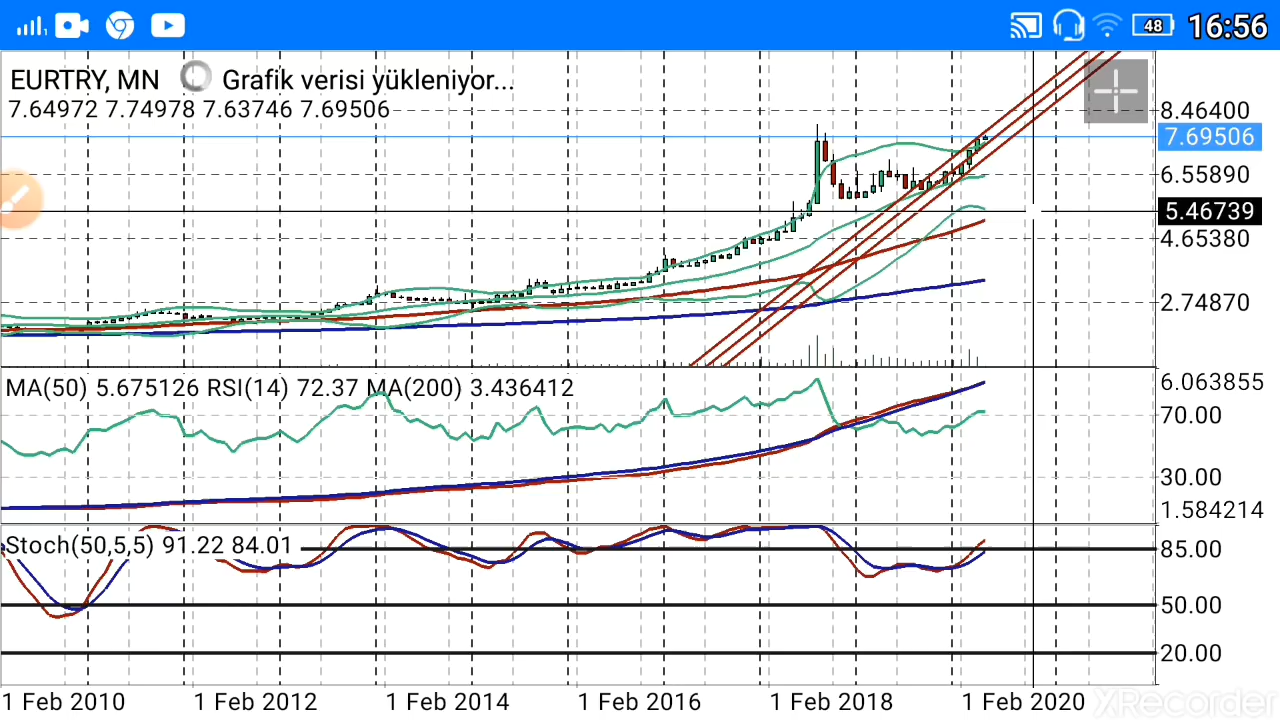 48 16:56
EURTRY, MN Grafik verisi yükleniyor...
7.64972 7.74978 7.63746 7.69506
8.46400
7.69506
6.55890
5.46739
4.65380
2.74870
MA(50) 5.675126 RSI(14) 72.37 MA(200) 3.436412
6.063855
70.00
30.00
1.584214
Stoch(50,5,5) 91.22 84.01
85.00
50.00
20.00
1 Feb 2010 1 Feb 2012 1 Feb 2014 1 Feb 2016 1 Feb 2018 1 Feb 2020
XRecorder